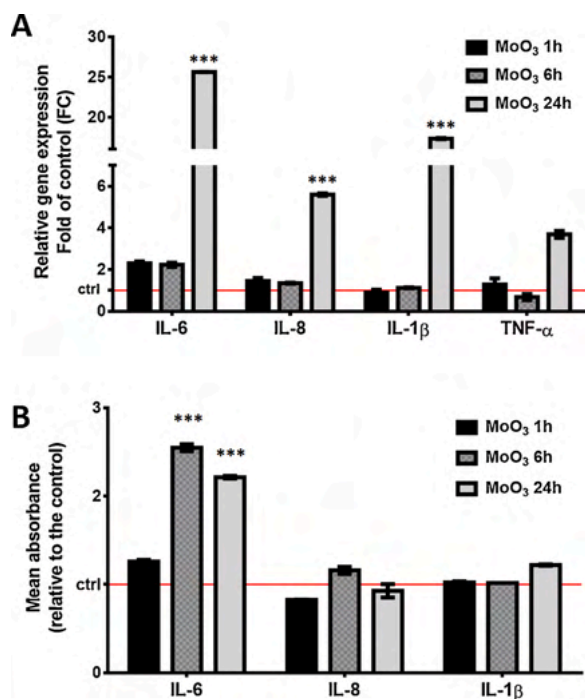 A
Relative gene expression
Fold of control (FC)
30
25
20
6
4
2
ctrl
0
***
***
***
MoO₃ 1h
MoO₃ 6h
MoO₃ 24h
IL-6 IL-8 IL-1β TNF-α
B
Mean absorbance
(relative to the control)
3
2
ctrl
0
***
***
MoO₃ 1h
MoO₃ 6h
MoO₃ 24h
IL-6 IL-8 IL-1β